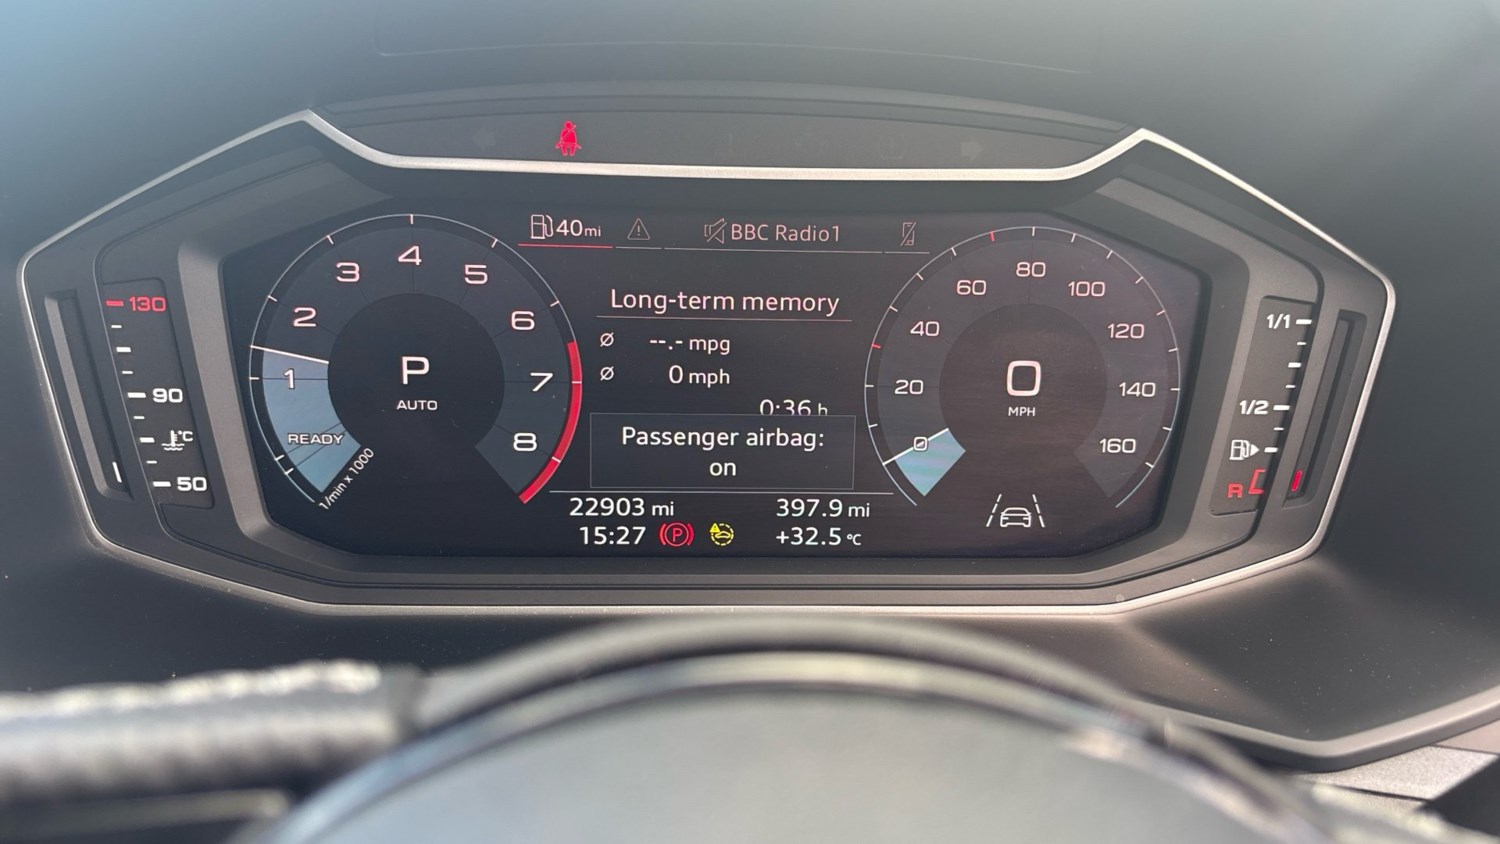 40 mi
BBC Radio1
Long-term memory
Ø --.- mpg
Ø 0 mph
0:36 h
Passenger airbag:
on
22903 mi
397.9 mi
15:27
P
+32.5 °C
1
2
3
4
5
6
7
8
READY
1/min x 1000
P
AUTO
0
20
40
60
80
100
120
140
160
0
MPH
130
90
°C
50
1/1
1/2
R